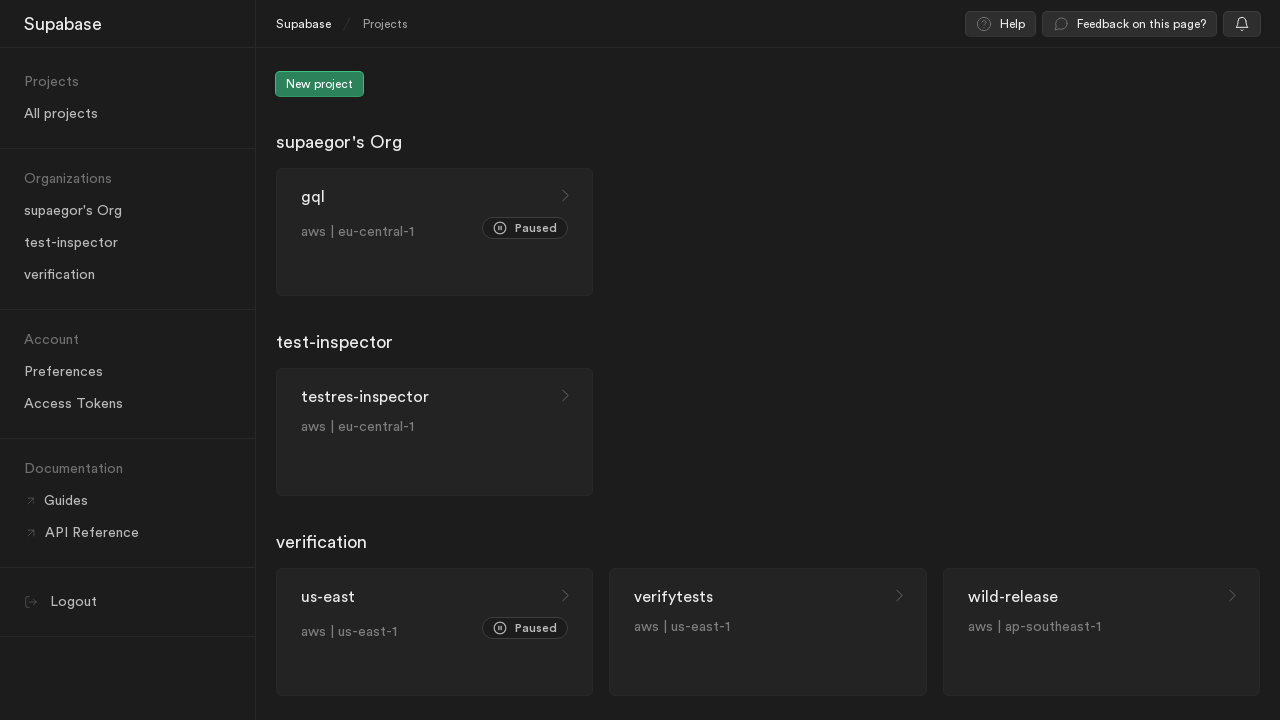 Supabase
Projects
All projects
Organizations
supaegor's Org
test-inspector
verification
Account
Preferences
Access Tokens
Documentation
Guides
API Reference
Logout
Supabase / Projects
Help
Feedback on this page?
New project
supaegor's Org
gql
aws | eu-central-1
Paused
test-inspector
testres-inspector
aws | eu-central-1
verification
us-east
aws | us-east-1
Paused
verifytests
aws | us-east-1
wild-release
aws | ap-southeast-1